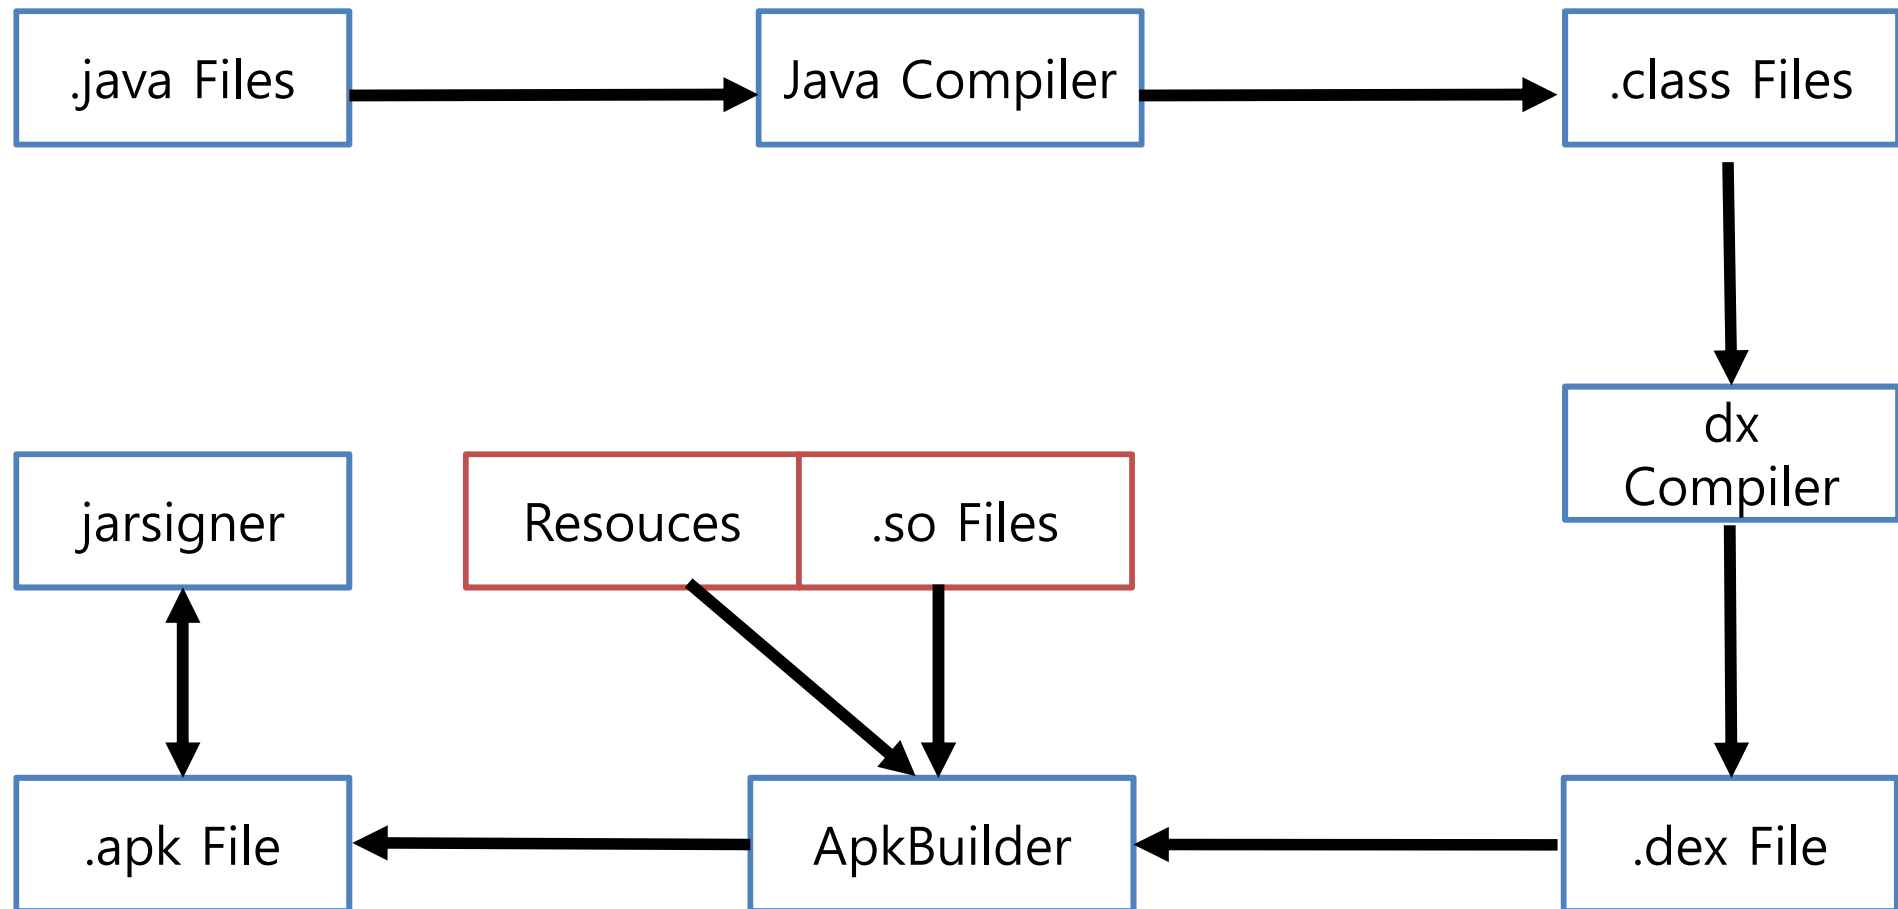 .java Files
Java Compiler
.class Files
dx
Compiler
jarsigner
Resouces
.so Files
.apk File
ApkBuilder
.dex File